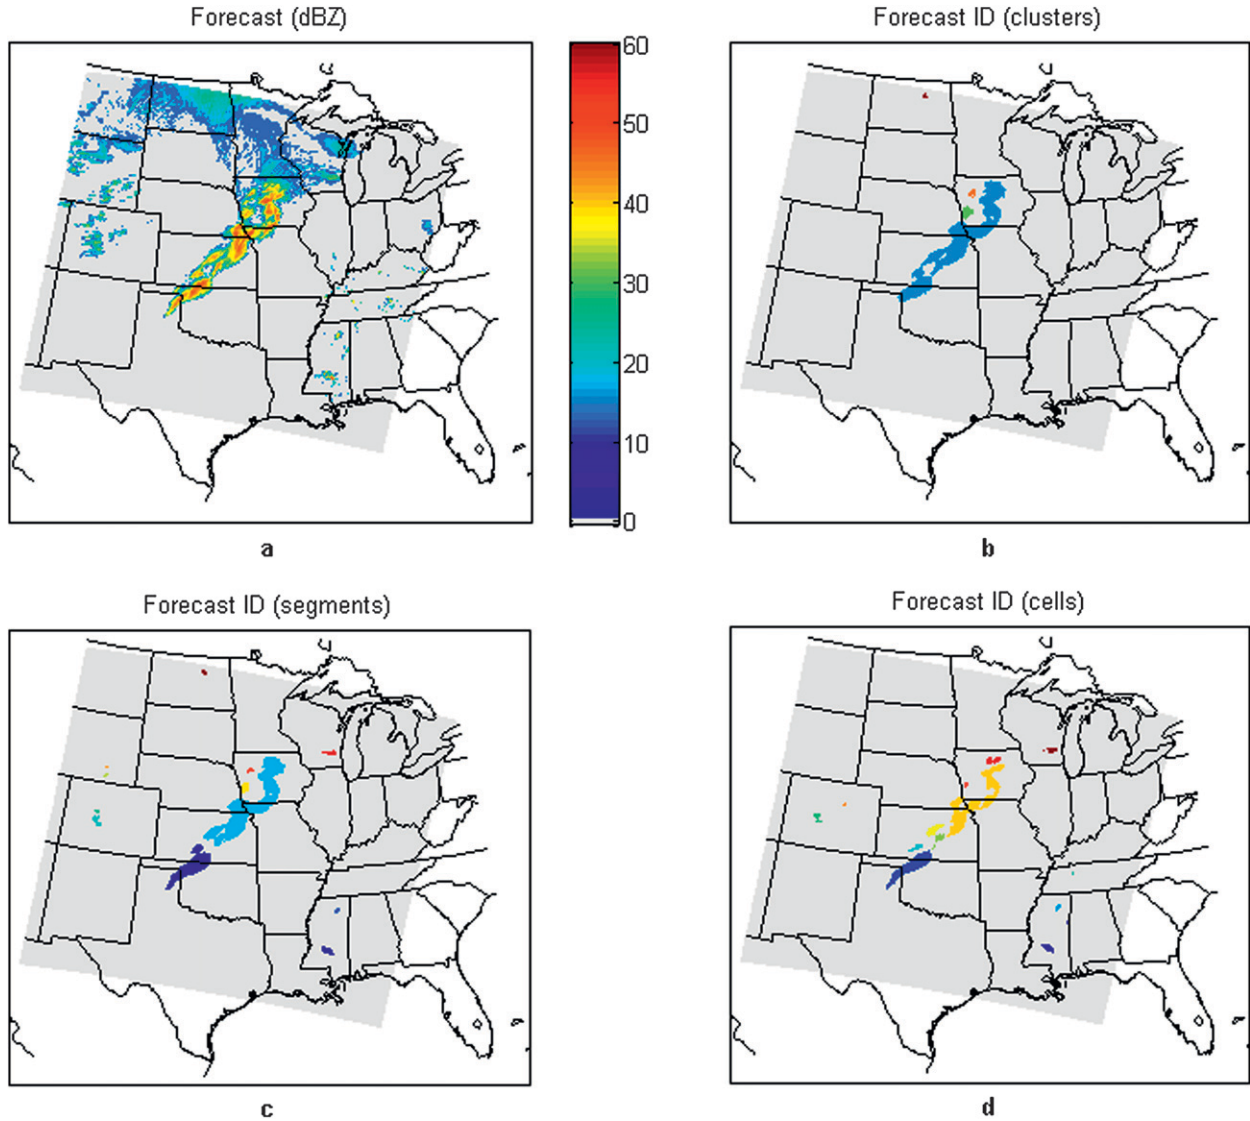 Forecast (dBZ)
Forecast ID (clusters)
60
50
40
30
20
10
0
a
b
Forecast ID (segments)
Forecast ID (cells)
c
d